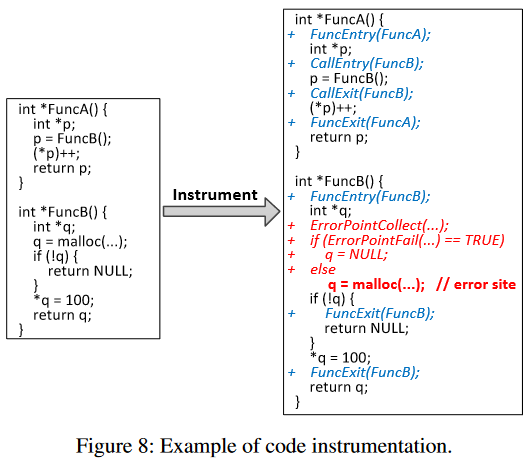 int *FuncA() {
int *p;
p = FuncB();
(*p)++;
return p;
}
int *FuncB() {
int *q;
q = malloc(...);
if (!q) {
return NULL;
}
*q = 100;
return q;
}
Instrument
int *FuncA() {
+ FuncEntry(FuncA);
int *p;
+ CallEntry(FuncB);
p = FuncB();
+ CallExit(FuncB);
(*p)++;
+ FuncExit(FuncA);
return p;
}
int *FuncB() {
+ FuncEntry(FuncB);
int *q;
+ ErrorPointCollect(...);
+ if (ErrorPointFail(...) == TRUE)
+ q = NULL;
+ else
q = malloc(...); // error site
if (!q) {
+ FuncExit(FuncB);
return NULL;
}
*q = 100;
+ FuncExit(FuncB);
return q;
}
Figure 8: Example of code instrumentation.